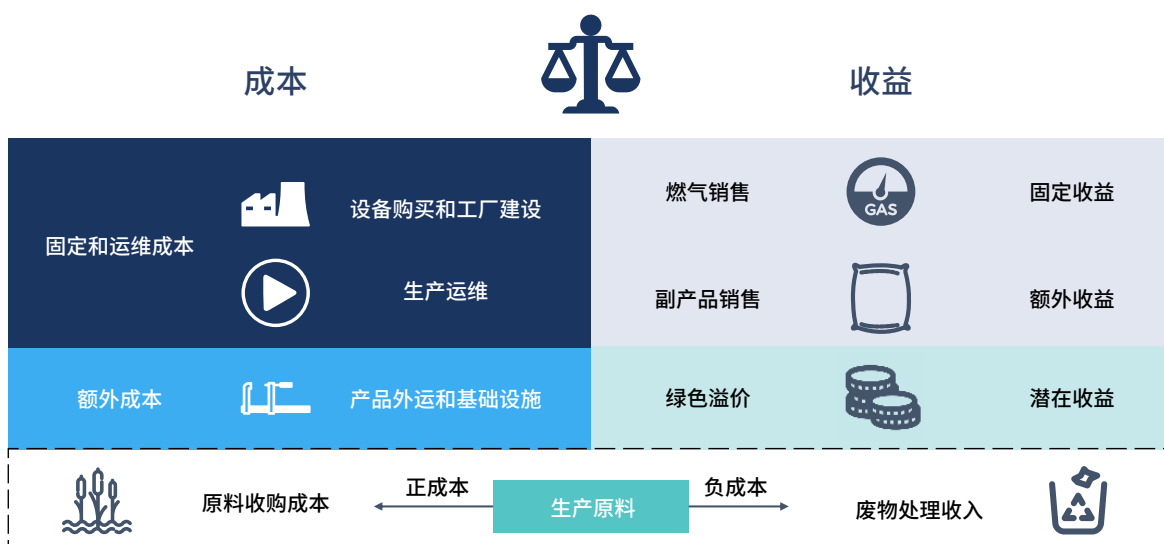 成本
收益
固定和运维成本
设备购买和工厂建设
生产运维
燃气销售
GAS
固定收益
副产品销售
额外收益
额外成本
产品外运和基础设施
绿色溢价
潜在收益
原料收购成本
正成本
生产原料
负成本
废物处理收入